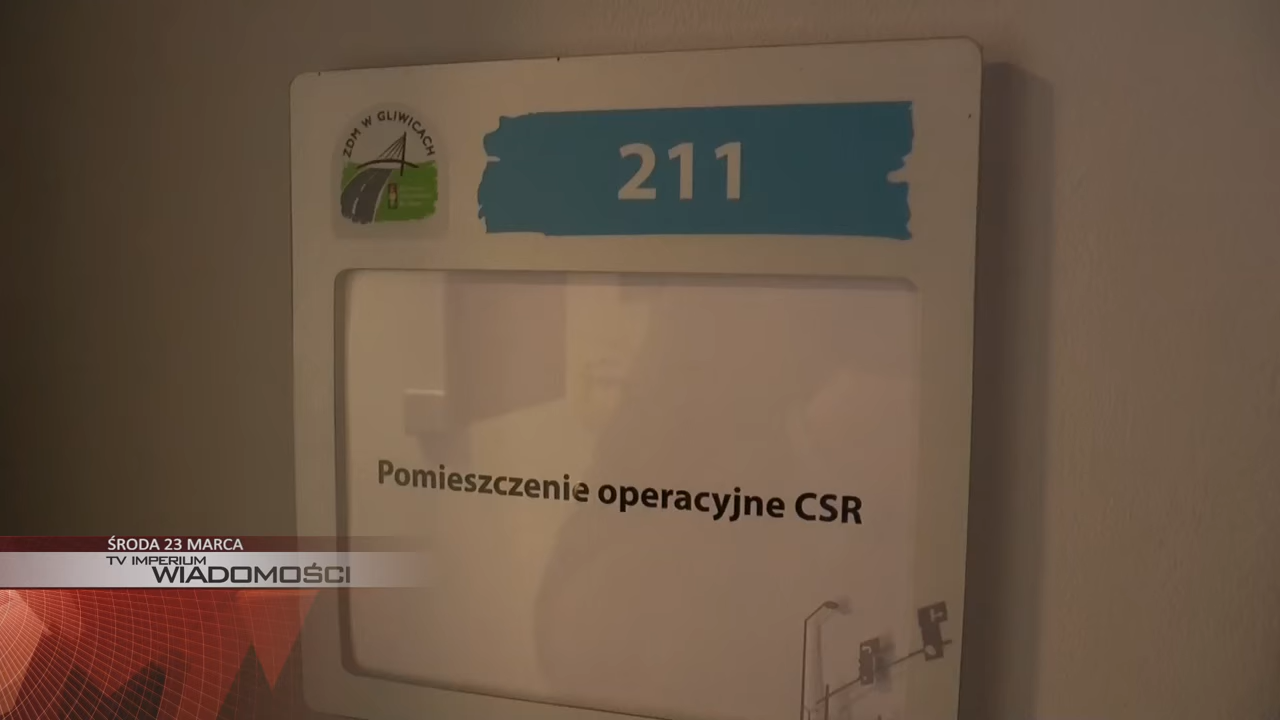 ZDM W GLIWICACH
211
Pomieszczenie operacyjne CSR
ŚRODA 23 MARCA
TV IMPERIUM
WIADOMOŚCI